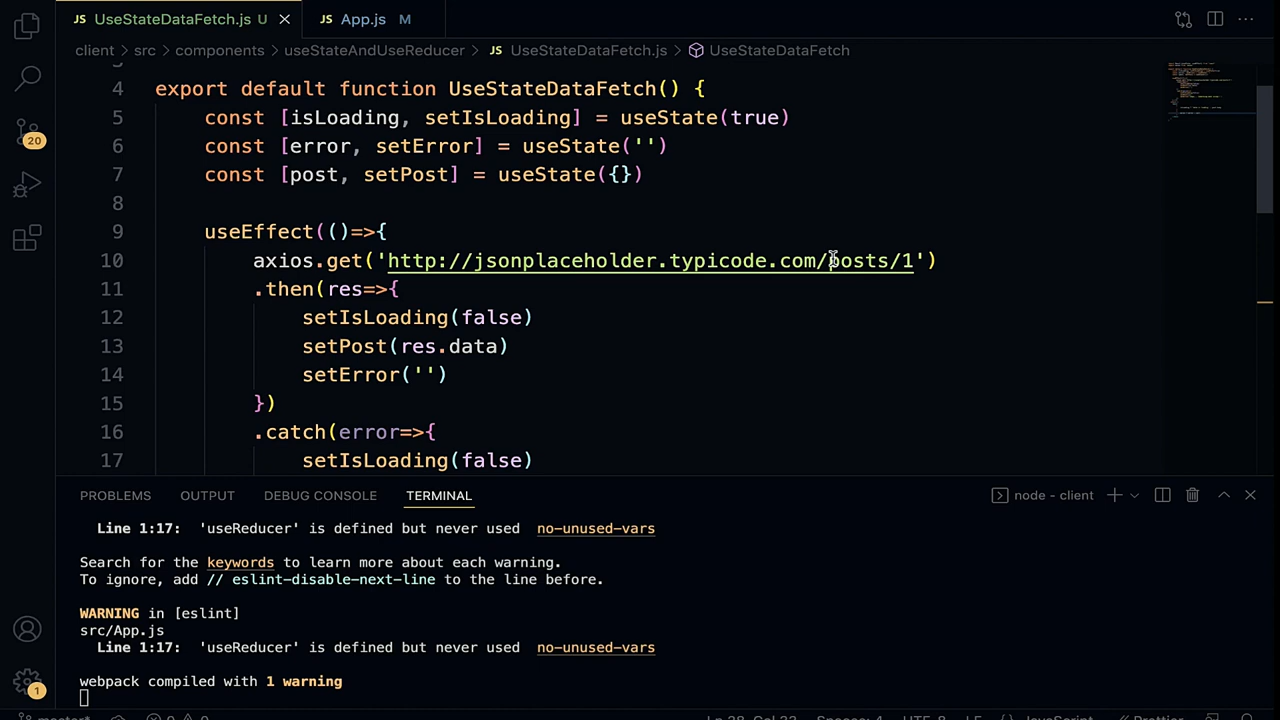 JS UseStateDataFetch.js U
JS App.js M
client > src > components > useStateAndUseReducer > JS UseStateDataFetch.js > UseStateDataFetch
4 export default function UseStateDataFetch() {
5 const [isLoading, setIsLoading] = useState(true)
6 const [error, setError] = useState('')
7 const [post, setPost] = useState({})
8
9 useEffect(()=>{
10 axios.get('http://jsonplaceholder.typicode.com/posts/1')
11 .then(res=>{
12 setIsLoading(false)
13 setPost(res.data)
14 setError('')
15 })
16 .catch(error=>{
17 setIsLoading(false)
20
1
PROBLEMS OUTPUT DEBUG CONSOLE TERMINAL
node - client
Line 1:17: 'useReducer' is defined but never used no-unused-vars
Search for the keywords to learn more about each warning.
To ignore, add // eslint-disable-next-line to the line before.
WARNING in [eslint]
src/App.js
Line 1:17: 'useReducer' is defined but never used no-unused-vars
webpack compiled with 1 warning